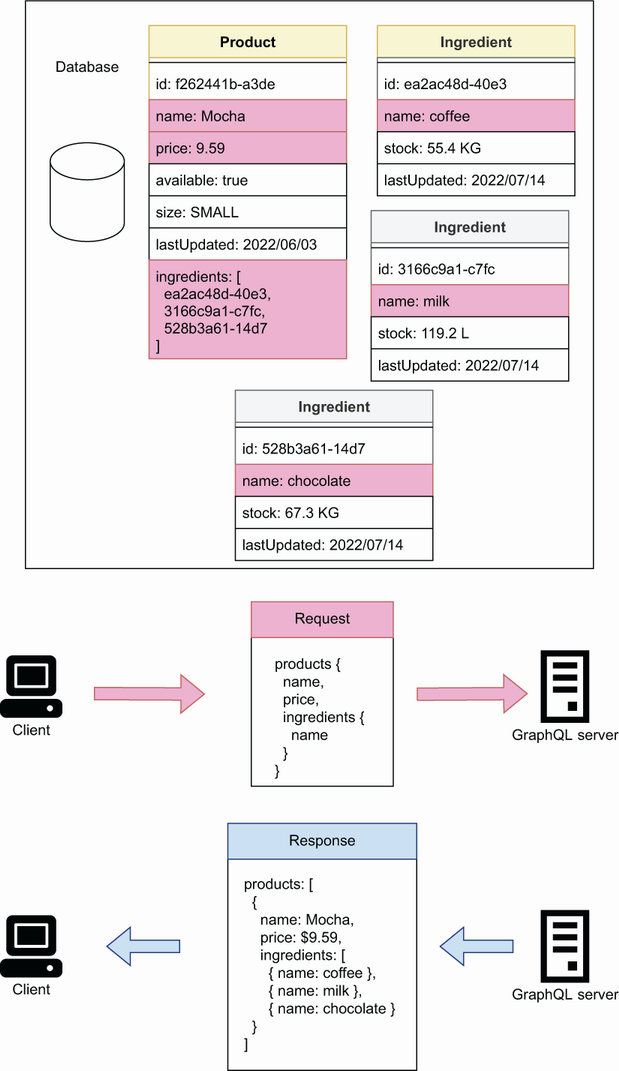 Database
Product
id: f262441b-a3de
name: Mocha
price: 9.59
available: true
size: SMALL
lastUpdated: 2022/06/03
ingredients: [
ea2ac48d-40e3,
3166c9a1-c7fc,
528b3a61-14d7
]
Ingredient
id: ea2ac48d-40e3
name: coffee
stock: 55.4 KG
lastUpdated: 2022/07/14
Ingredient
id: 3166c9a1-c7fc
name: milk
stock: 119.2 L
lastUpdated: 2022/07/14
Ingredient
id: 528b3a61-14d7
name: chocolate
stock: 67.3 KG
lastUpdated: 2022/07/14
Client
Request
products {
name,
price,
ingredients {
name
}
}
GraphQL server
Client
Response
products: [
{
name: Mocha,
price: $9.59,
ingredients: [
{ name: coffee },
{ name: milk },
{ name: chocolate }
}
]
GraphQL server